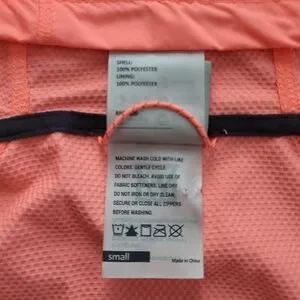 SHELL:
100% POLYESTER
LINING:
100% POLYESTER
MACHINE WASH COLD WITH LIKE
COLORS. GENTLE CYCLE
DO NOT BLEACH. AVOID USE OF
FABRIC SOFTENERS. LINE DRY
DO NOT IRON OR DRY CLEAN.
SECURE OR CLOSE ALL ZIPPERS
BEFORE WASHING.
small
Made in China